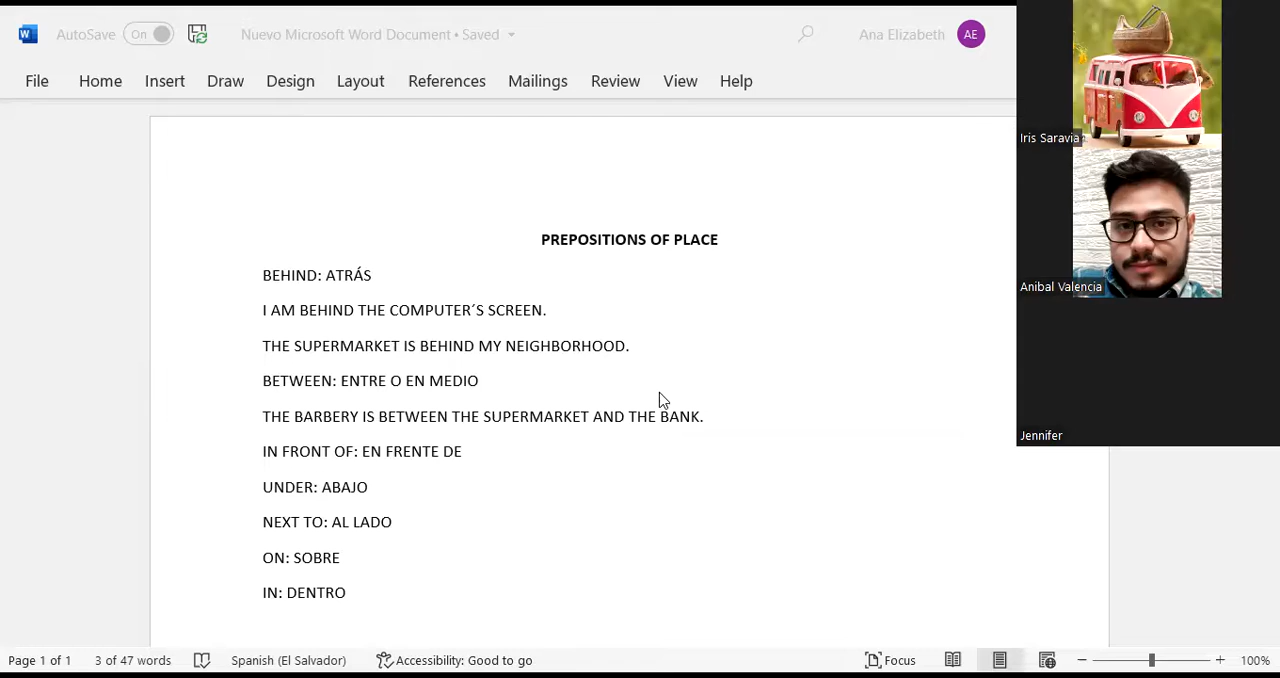 AutoSave On Nuevo Microsoft Word Document • Saved Ana Elizabeth AE
File Home Insert Draw Design Layout References Mailings Review View Help
PREPOSITIONS OF PLACE
BEHIND: ATRÁS
I AM BEHIND THE COMPUTER´S SCREEN.
THE SUPERMARKET IS BEHIND MY NEIGHBORHOOD.
BETWEEN: ENTRE O EN MEDIO
THE BARBERY IS BETWEEN THE SUPERMARKET AND THE BANK.
IN FRONT OF: EN FRENTE DE
UNDER: ABAJO
NEXT TO: AL LADO
ON: SOBRE
IN: DENTRO
Iris Saravia
Anibal Valencia
Jennifer
Page 1 of 1 3 of 47 words Spanish (El Salvador) Accessibility: Good to go Focus 100%